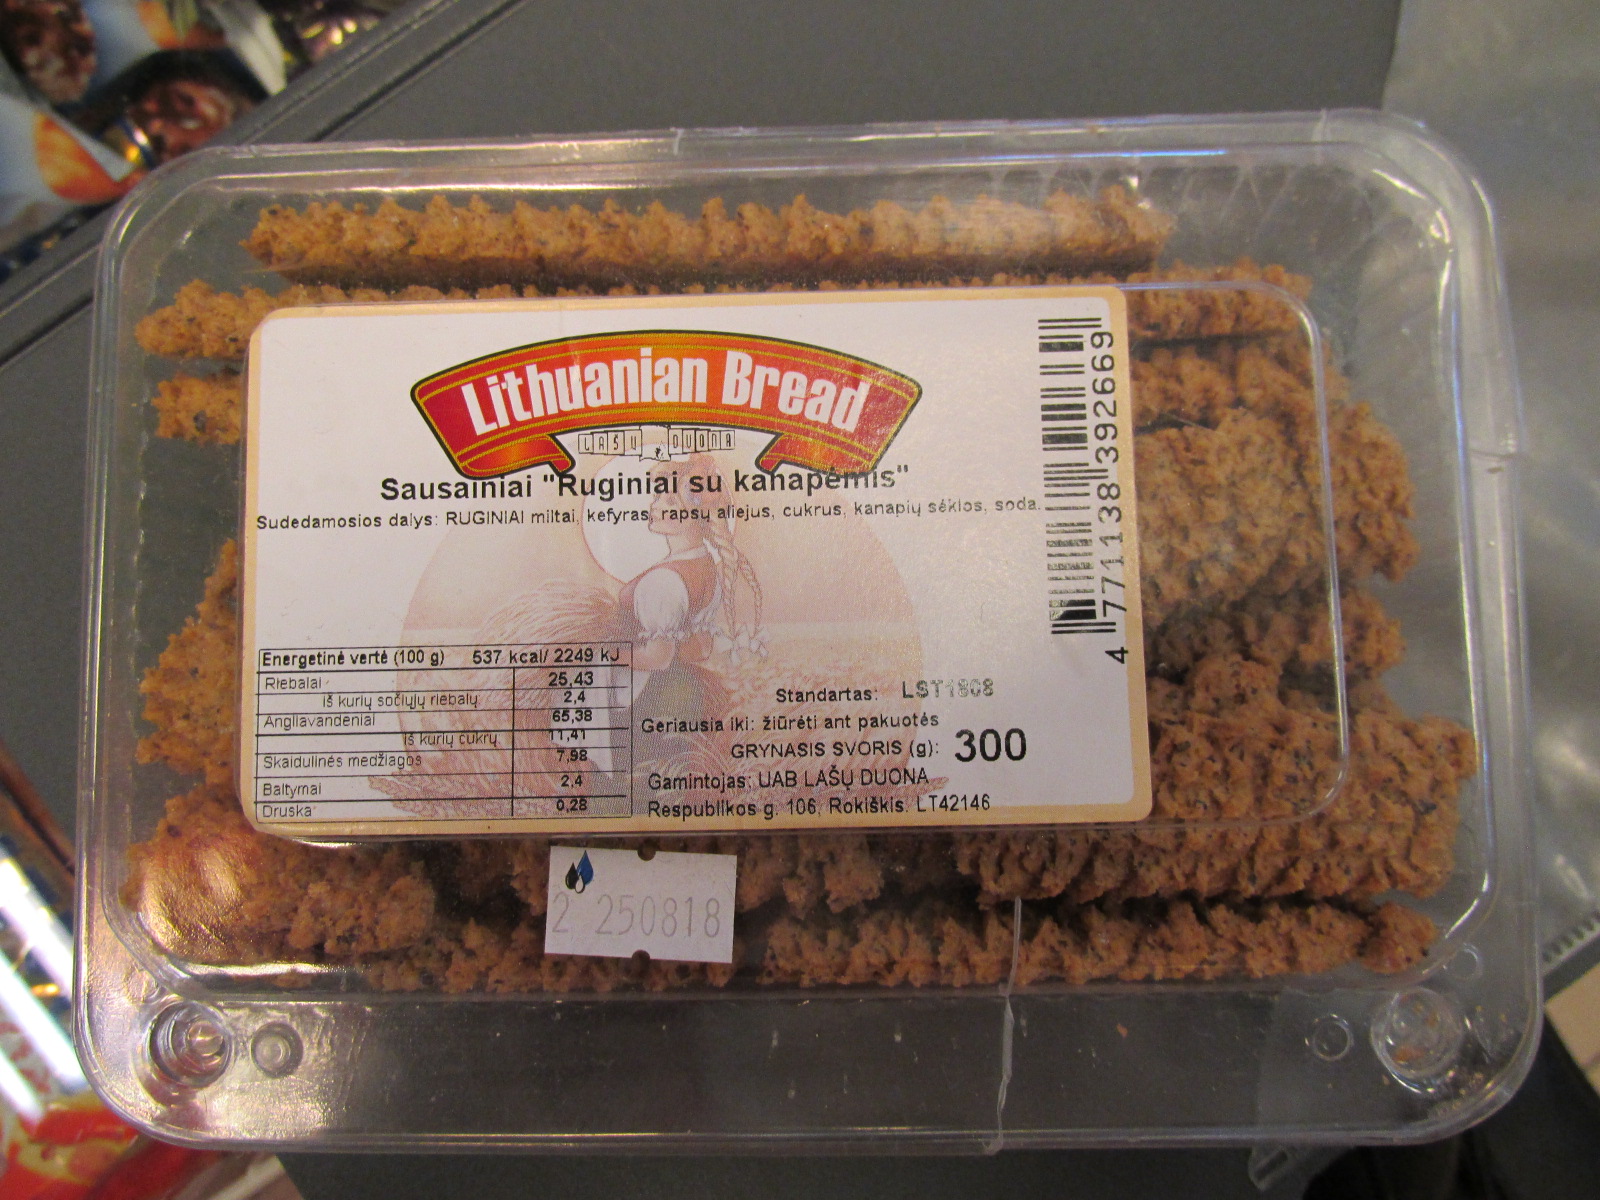 Lithuanian Bread
LAŠŲ DUONA
Sausainiai "Ruginiai su kanapėmis"
Sudedamosios dalys: RUGINIAI miltai, kefyras, rapsų aliejus, cukrus, kanapių sėklos, soda.
Energetinė vertė (100 g) 537 kcal/ 2249 kJ
Riebalai 25,43
iš kurių sočiųjų riebalų 2,4
Angliavandeniai 65,38
iš kurių cukrų 11,41
Skaidulinės medžiagos 7,98
Baltymai 2,4
Druska 0,28
Standartas: LST1808
Geriausia iki: žiūrėti ant pakuotės
GRYNASIS SVORIS (g): 300
Gamintojas: UAB LAŠŲ DUONA
Respublikos g. 106, Rokiškis. LT42146
4 771138 392669
2 250818